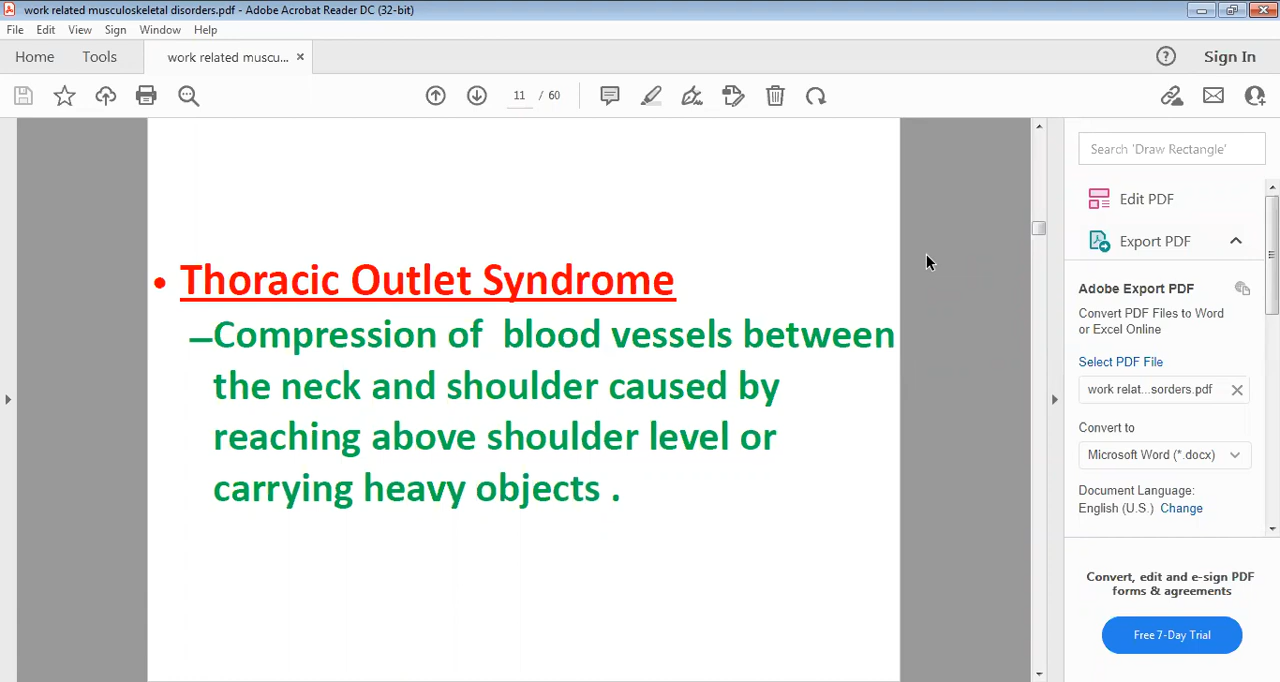 work related musculoskeletal disorders.pdf - Adobe Acrobat Reader DC (32-bit)
File Edit View Sign Window Help
Home Tools work related muscu... × Sign In
11 / 60
Search 'Draw Rectangle'
Edit PDF
Export PDF
Adobe Export PDF
Convert PDF Files to Word
or Excel Online
Select PDF File
work relat...sorders.pdf
Convert to
Microsoft Word (*.docx)
Document Language:
English (U.S.) Change
Convert, edit and e-sign PDF
forms & agreements
Free 7-Day Trial
• Thoracic Outlet Syndrome
–Compression of blood vessels between
the neck and shoulder caused by
reaching above shoulder level or
carrying heavy objects .